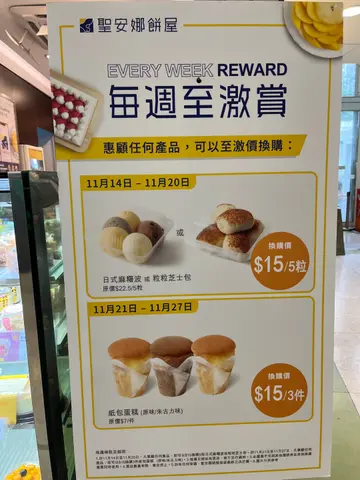 聖安娜餅屋
EVERY WEEK REWARD
每週至激賞
惠顧任何產品，可以至激價換購：
11月14日 – 11月20日
或
換購價
$15/5粒
日式麻糬波 或 粒粒芝士包
原價$22.5/5粒
11月21日 – 11月27日
換購價
$15/3件
紙包蛋糕 (原味/朱古力味)
原價$7/件